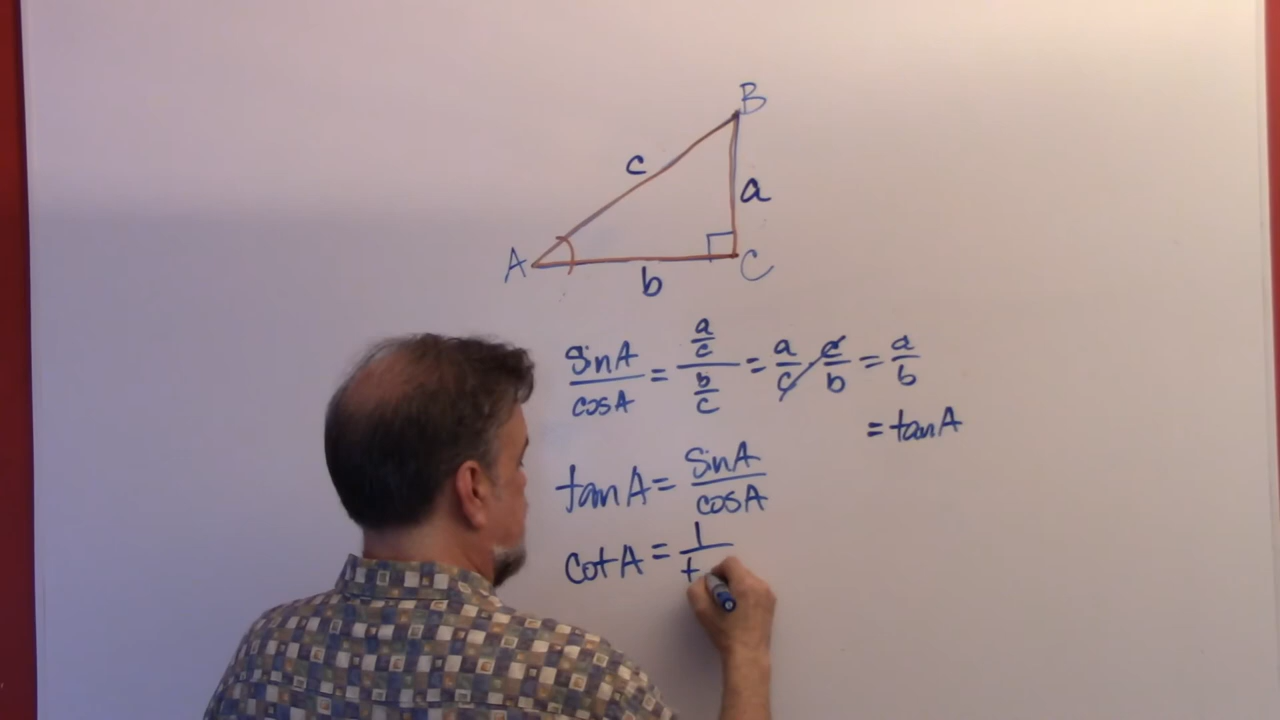 B
c
a
A
b
C
sinA/cosA = (a/c)/(b/c) = a/c · c/b = a/b
= tanA
tanA = sinA/cosA
cotA = 1/t